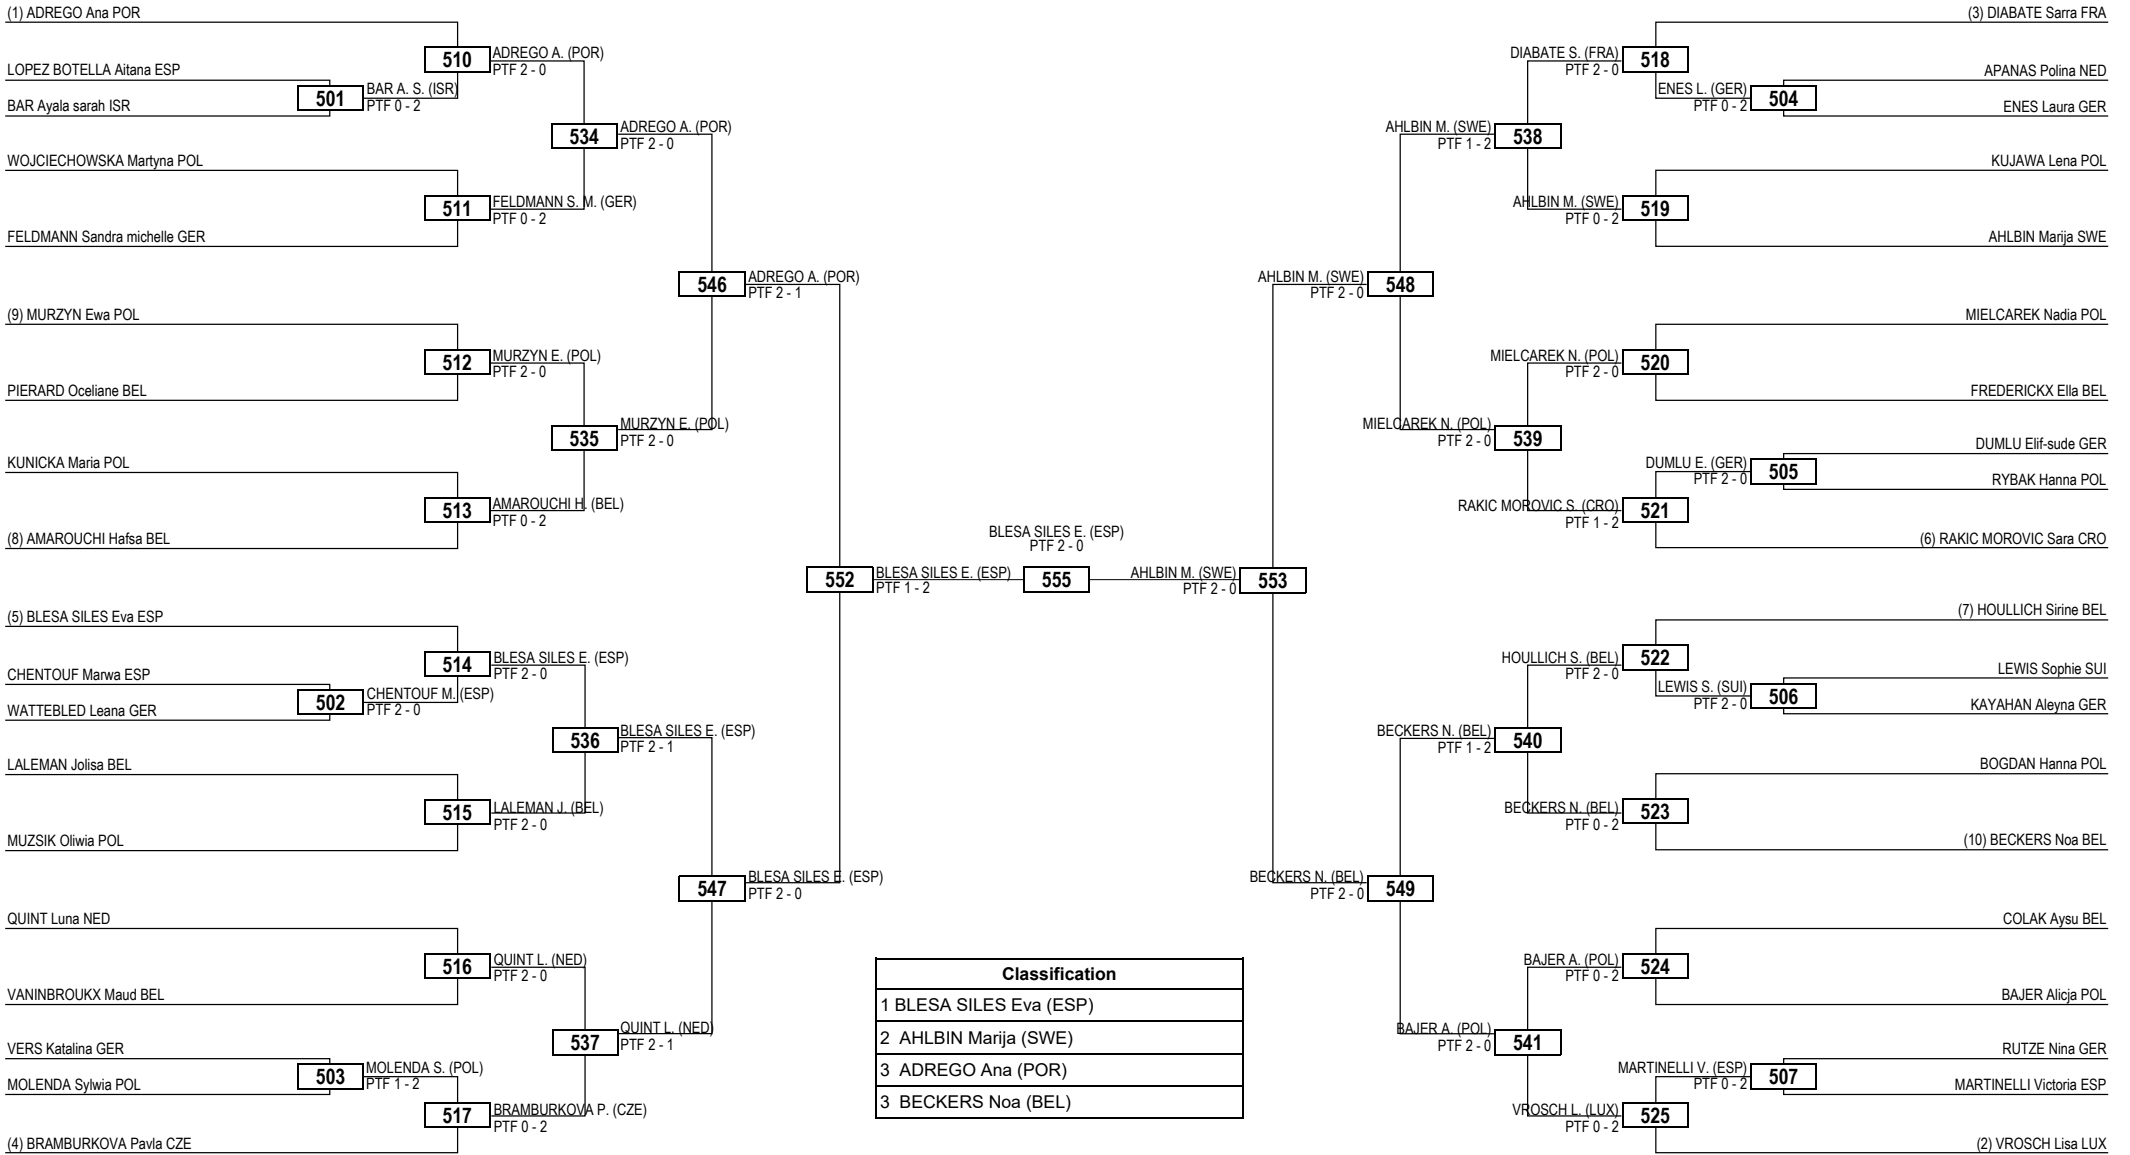 (1) ADREGO Ana POR
LOPEZ BOTELLA Aitana ESP
BAR Ayala sarah ISR
WOJCIECHOWSKA Martyna POL
FELDMANN Sandra michelle GER
(9) MURZYN Ewa POL
PIERARD Oceliane BEL
KUNICKA Maria POL
(8) AMAROUCHI Hafsa BEL
(5) BLESA SILES Eva ESP
CHENTOUF Marwa ESP
WATTEBLED Leana GER
LALEMAN Jolisa BEL
MUZSIK Oliwia POL
QUINT Luna NED
VANINBROUKX Maud BEL
VERS Katalina GER
MOLENDA Sylwia POL
(4) BRAMBURKOVA Pavla CZE
501
BAR A. S. (ISR)
PTF 0 - 2
502
CHENTOUF M. (ESP)
PTF 2 - 0
503
MOLENDA S. (POL)
PTF 1 - 2
510
ADREGO A. (POR)
PTF 2 - 0
511
FELDMANN S. M. (GER)
PTF 0 - 2
512
MURZYN E. (POL)
PTF 2 - 0
513
AMAROUCHI H. (BEL)
PTF 0 - 2
514
BLESA SILES E. (ESP)
PTF 2 - 0
515
LALEMAN J. (BEL)
PTF 2 - 0
516
QUINT L. (NED)
PTF 2 - 0
517
BRAMBURKOVA P. (CZE)
PTF 0 - 2
534
ADREGO A. (POR)
PTF 2 - 0
535
MURZYN E. (POL)
PTF 2 - 0
536
BLESA SILES E. (ESP)
PTF 2 - 1
537
QUINT L. (NED)
PTF 2 - 1
546
ADREGO A. (POR)
PTF 2 - 1
547
BLESA SILES E. (ESP)
PTF 2 - 0
552
BLESA SILES E. (ESP)
PTF 1 - 2
BLESA SILES E. (ESP)
PTF 2 - 0
555
AHLBIN M. (SWE)
PTF 2 - 0
553
AHLBIN M. (SWE)
PTF 2 - 0
548
BECKERS N. (BEL)
PTF 2 - 0
549
AHLBIN M. (SWE)
PTF 1 - 2
538
MIELCAREK N. (POL)
PTF 2 - 0
539
BECKERS N. (BEL)
PTF 1 - 2
540
BAJER A. (POL)
PTF 2 - 0
541
DIABATE S. (FRA)
PTF 2 - 0
518
AHLBIN M. (SWE)
PTF 0 - 2
519
MIELCAREK N. (POL)
PTF 2 - 0
520
RAKIC MOROVIC S. (CRO)
PTF 1 - 2
521
HOULLICH S. (BEL)
PTF 2 - 0
522
BECKERS N. (BEL)
PTF 0 - 2
523
BAJER A. (POL)
PTF 0 - 2
524
VROSCH L. (LUX)
PTF 0 - 2
525
ENES L. (GER)
PTF 0 - 2
504
DUMLU E. (GER)
PTF 2 - 0
505
LEWIS S. (SUI)
PTF 2 - 0
506
MARTINELLI V. (ESP)
PTF 0 - 2
507
(3) DIABATE Sarra FRA
APANAS Polina NED
ENES Laura GER
KUJAWA Lena POL
AHLBIN Marija SWE
MIELCAREK Nadia POL
FREDERICKX Ella BEL
DUMLU Elif-sude GER
RYBAK Hanna POL
(6) RAKIC MOROVIC Sara CRO
(7) HOULLICH Sirine BEL
LEWIS Sophie SUI
KAYAHAN Aleyna GER
BOGDAN Hanna POL
(10) BECKERS Noa BEL
COLAK Aysu BEL
BAJER Alicja POL
RUTZE Nina GER
MARTINELLI Victoria ESP
(2) VROSCH Lisa LUX
Classification
1 BLESA SILES Eva (ESP)
2 AHLBIN Marija (SWE)
3 ADREGO Ana (POR)
3 BECKERS Noa (BEL)